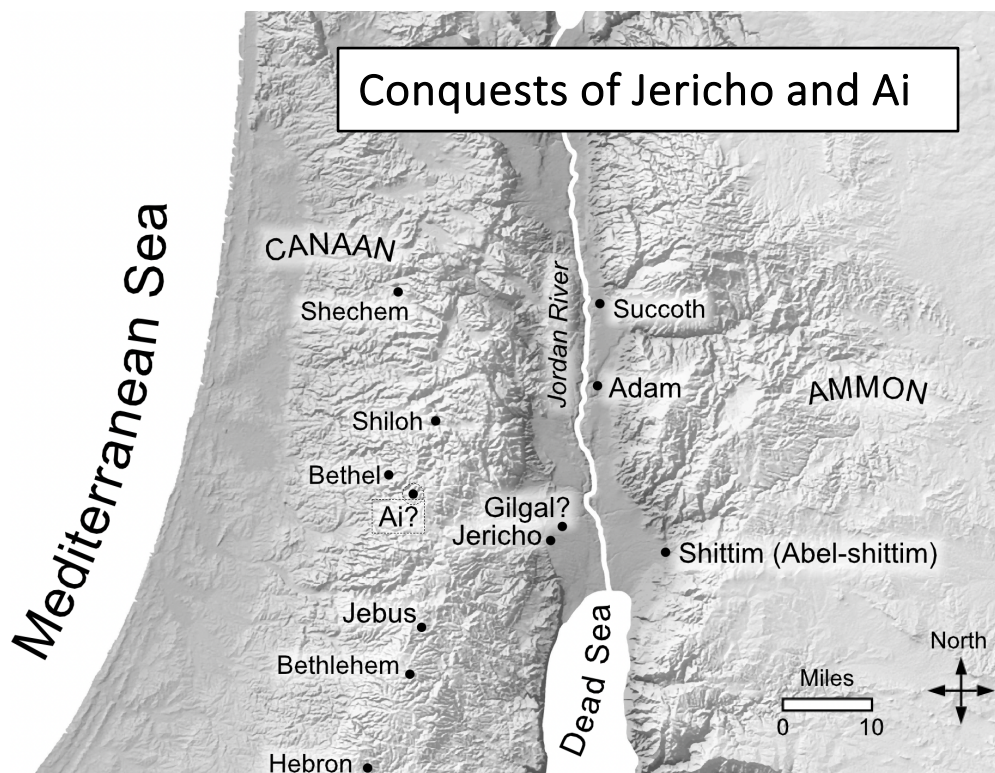 Conquests of Jericho and Ai
Mediterranean Sea
CANAAN
Shechem
Jordan River
Succoth
Adam
AMMON
Shiloh
Bethel
Ai?
Gilgal?
Jericho
Shittim (Abel-shittim)
Jebus
Bethlehem
Dead Sea
Hebron
North
Miles
0 10